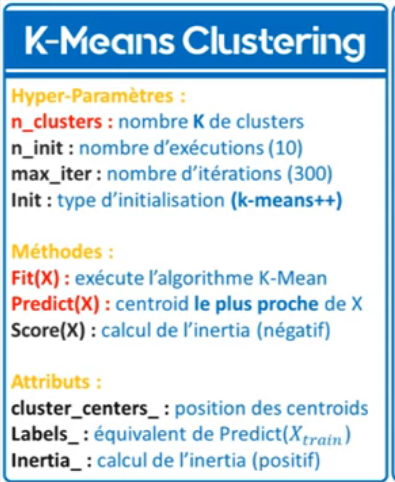 K-Means Clustering
Hyper-Paramètres :
n_clusters : nombre K de clusters
n_init : nombre d'exécutions (10)
max_iter : nombre d'itérations (300)
Init : type d'initialisation (k-means++)
Méthodes :
Fit(X) : exécute l'algorithme K-Mean
Predict(X) : centroid le plus proche de X
Score(X) : calcul de l'inertia (négatif)
Attributs :
cluster_centers_ : position des centroids
Labels_ : équivalent de Predict(X_train)
Inertia_ : calcul de l'inertia (positif)